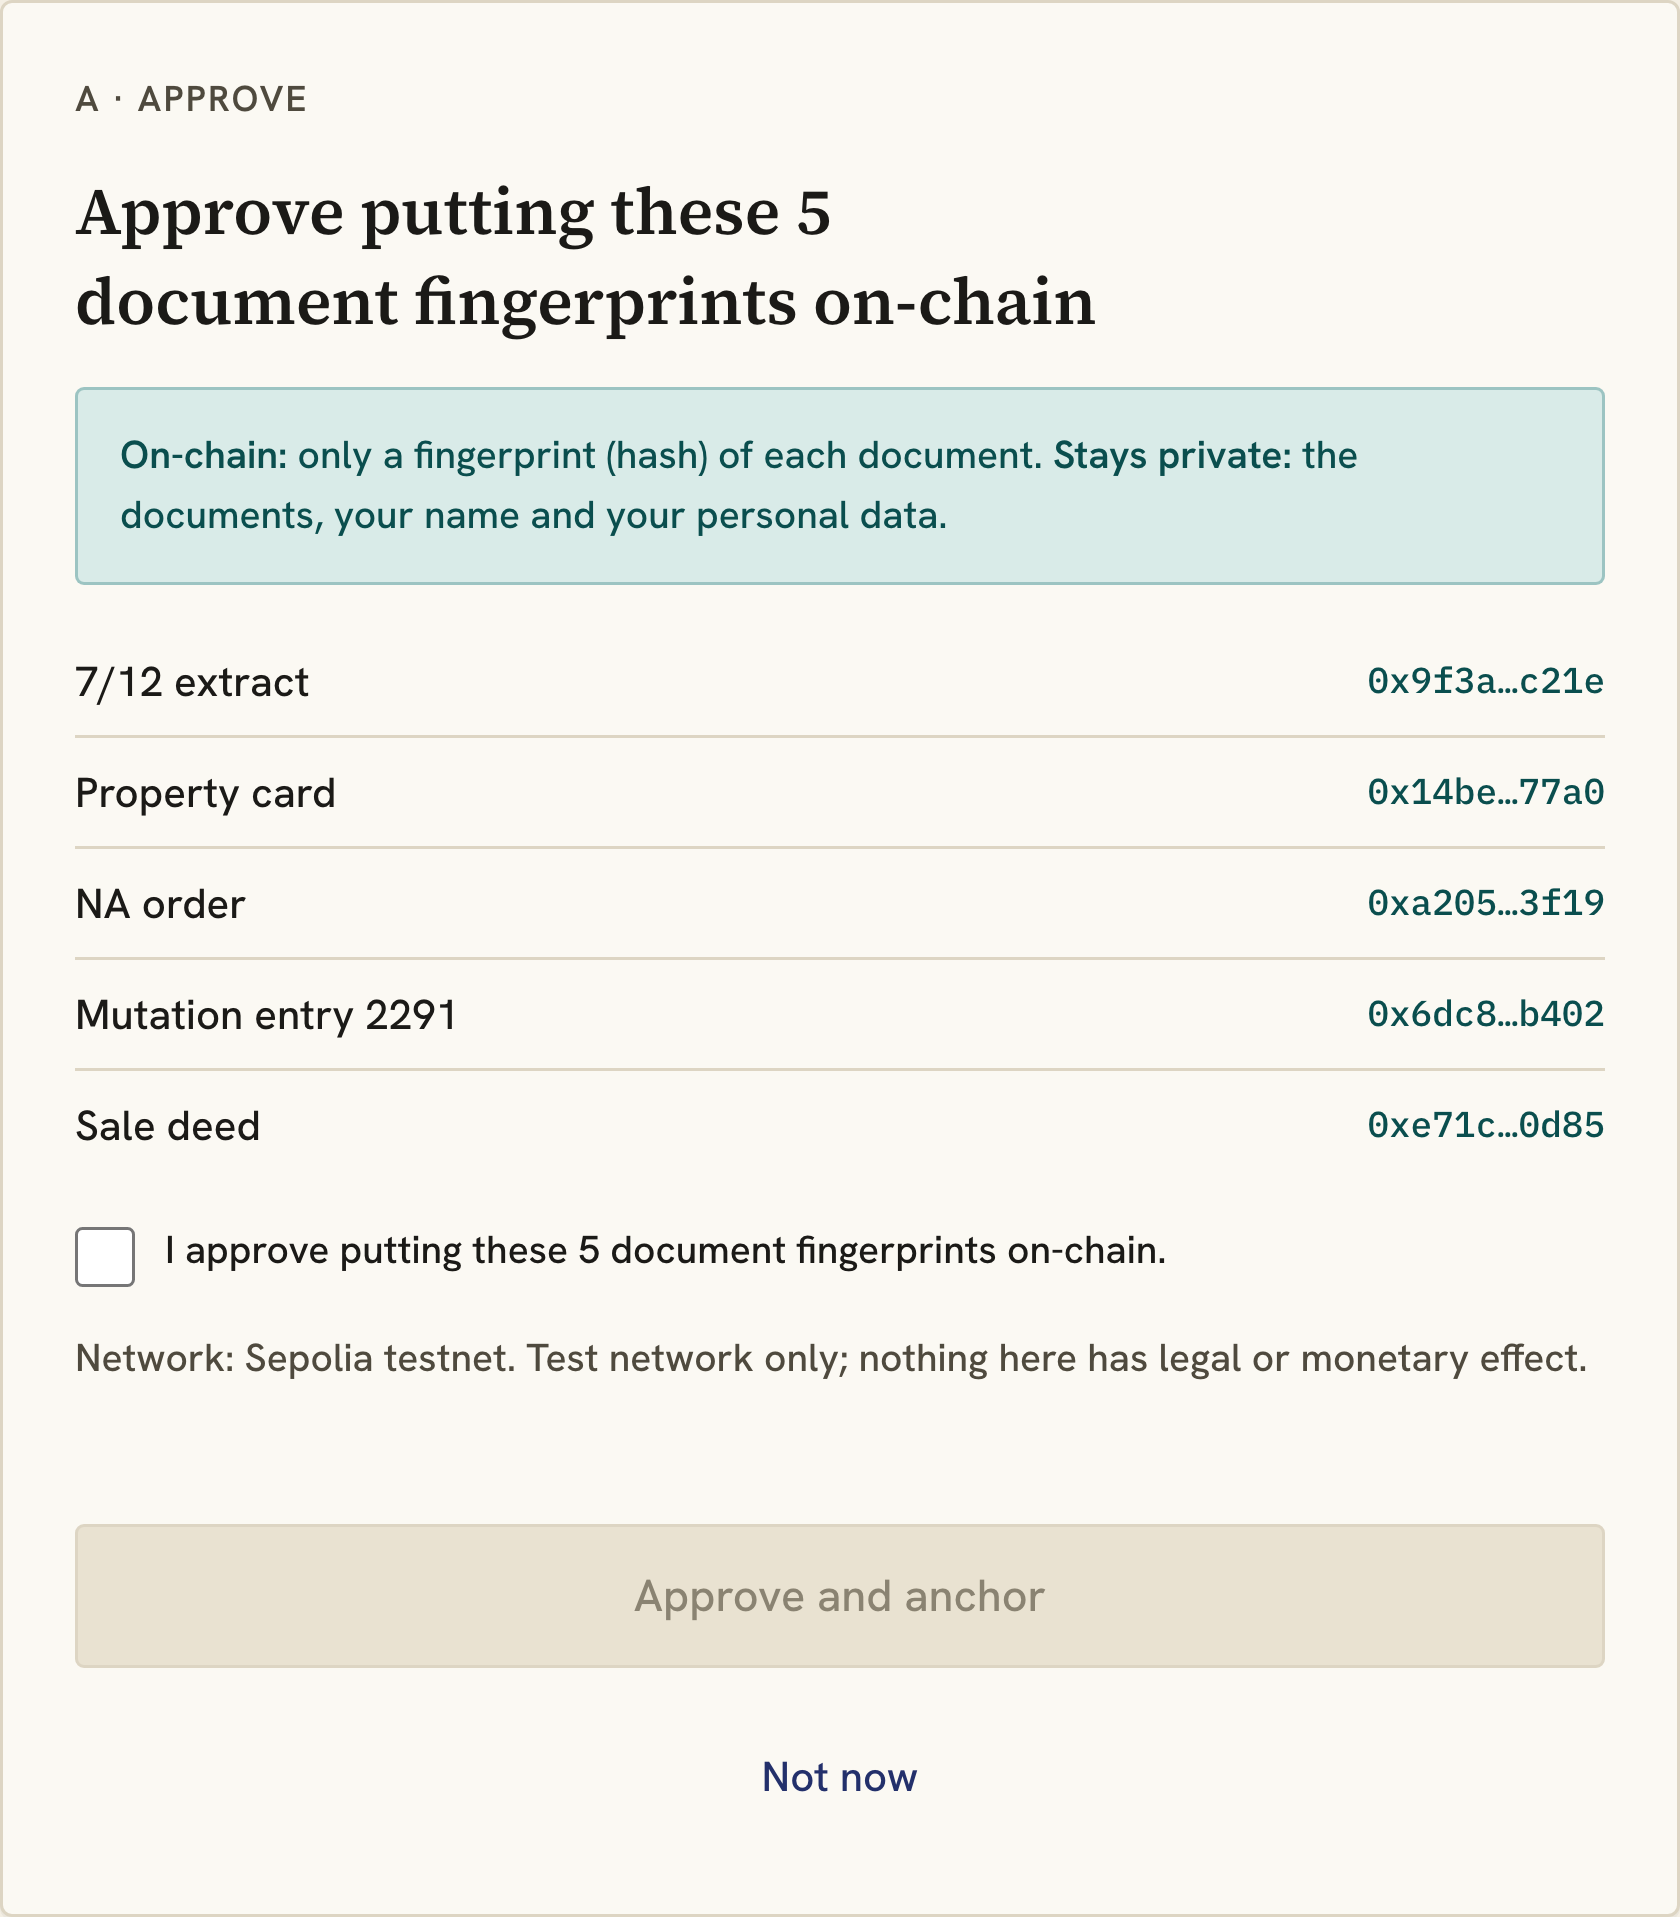 A · APPROVE
Approve putting these 5
document fingerprints on-chain
On-chain: only a fingerprint (hash) of each document. Stays private: the
documents, your name and your personal data.
7/12 extract 0x9f3a…c21e
Property card 0x14be…77a0
NA order 0xa205…3f19
Mutation entry 2291 0x6dc8…b402
Sale deed 0xe71c…0d85
I approve putting these 5 document fingerprints on-chain.
Network: Sepolia testnet. Test network only; nothing here has legal or monetary effect.
Approve and anchor
Not now